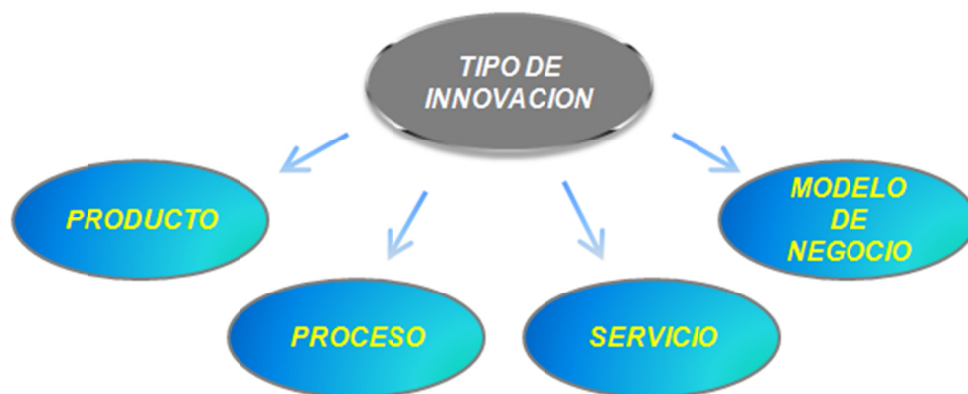 TIPO DE
INNOVACION
PRODUCTO
MODELO
DE
NEGOCIO
PROCESO
SERVICIO